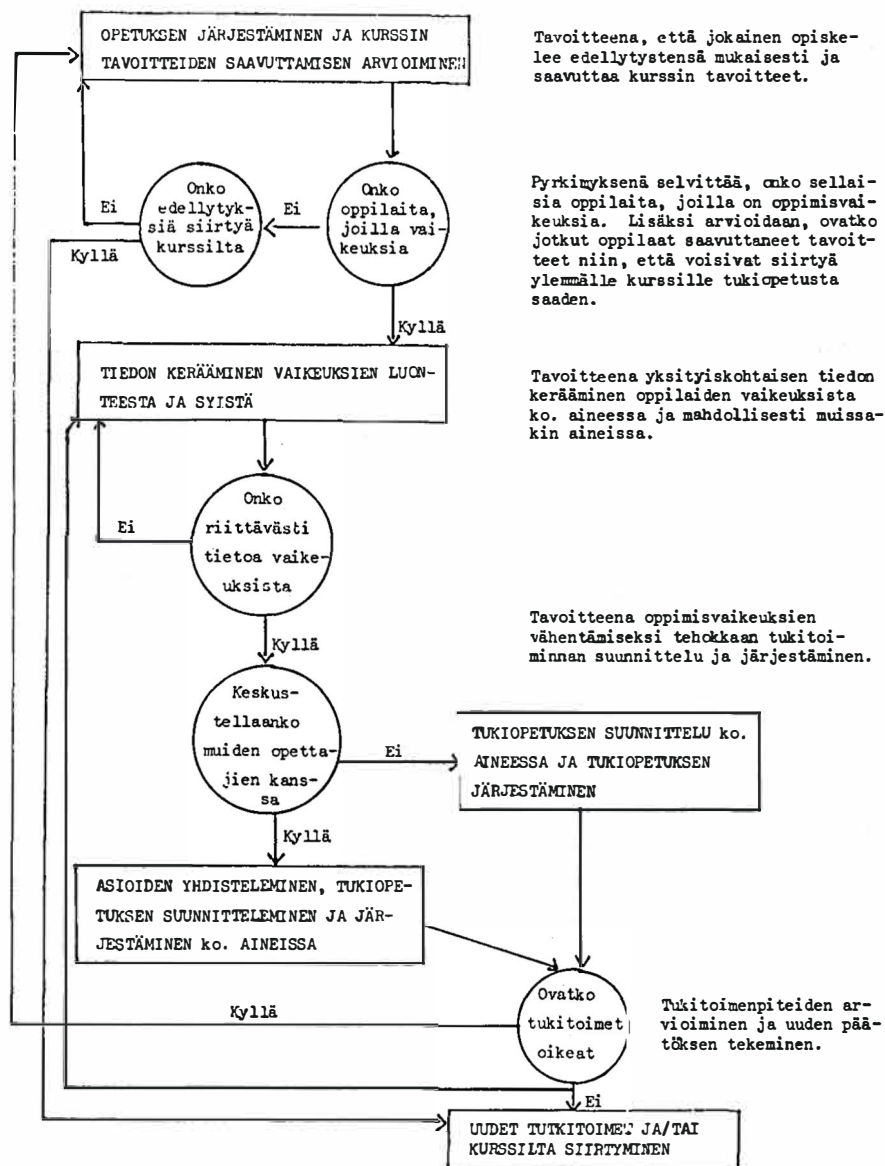 OPETUKSEN JÄRJESTÄMINEN JA KURSSIN
TAVOITTEIDEN SAAVUTTAMISEN ARVIOIMINEN
Tavoitteena, että jokainen opiske-
lee edellytystensä mukaisesti ja
saavuttaa kurssin tavoitteet.
Onko
edellytyk-
siä siirtyä
kurssilta
Ei
Kyllä
Ei
Onko
oppilaita,
joilla vai-
keuksia
Kyllä
Pyrkimyksenä selvittää, onko sellai-
sia oppilaita, joilla on oppimisvai-
keuksia. Lisäksi arvioidaan, ovatko
jotkut oppilaat saavuttaneet tavoit-
teet niin, että voisivat siirtyä
ylemmälle kurssille tukiopetusta
saaden.
TIEDON KERÄÄMINEN VAIKEUKSIEN LUON-
TEESTA JA SYISTÄ
Tavoitteena yksityiskohtaisen tiedon
kerääminen oppilaiden vaikeuksista
ko. aineessa ja mahdollisesti muissa-
kin aineissa.
Onko
riittävästi
tietoa vaike-
uksista
Ei
Kyllä
Tavoitteena oppimisvaikeuksien
vähentämiseksi tehokkaan tukitoi-
minnan suunnittelu ja järjestäminen.
Keskus-
tellaanko
muiden opetta-
jien kans-
sa
Ei
Kyllä
TUKIOPETUKSEN SUUNNITTELU ko.
AINEESSA JA TUKIOPETUKSEN
JÄRJESTÄMINEN
ASIOIDEN YHDISTELEMINEN, TUKIOPE-
TUKSEN SUUNNITTELEMINEN JA JÄR-
JESTÄMINEN ko. AINEISSA
Ovatko
tukitoimet
oikeat
Kyllä
Ei
Tukitoimenpiteiden ar-
vioiminen ja uuden pää-
töksen tekeminen.
UUDET TUTKITOIMET JA/TAI
KURSSILTA SIIRTYMINEN